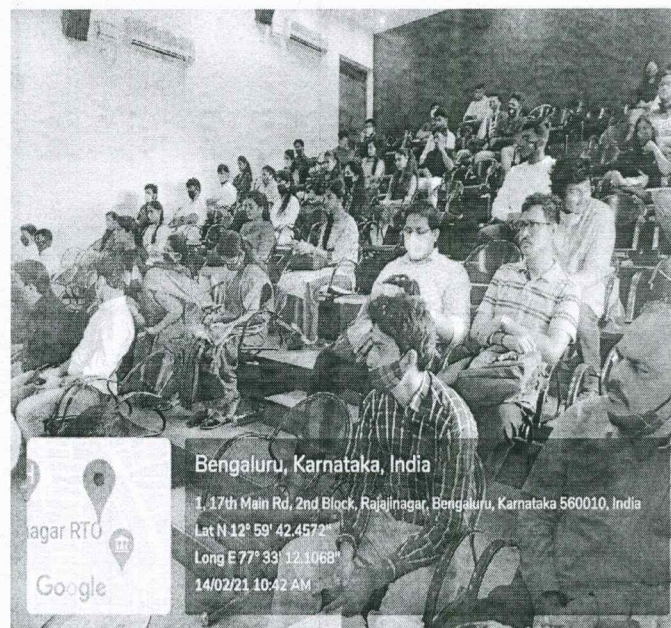 Bengaluru, Karnataka, India
1, 17th Main Rd, 2nd Block, Rajajinagar, Bengaluru, Karnataka 560010, India
Lat N 12° 59' 42.4572"
Long E 77° 33' 12.1068"
14/02/21 10:42 AM
agar RTO
Google